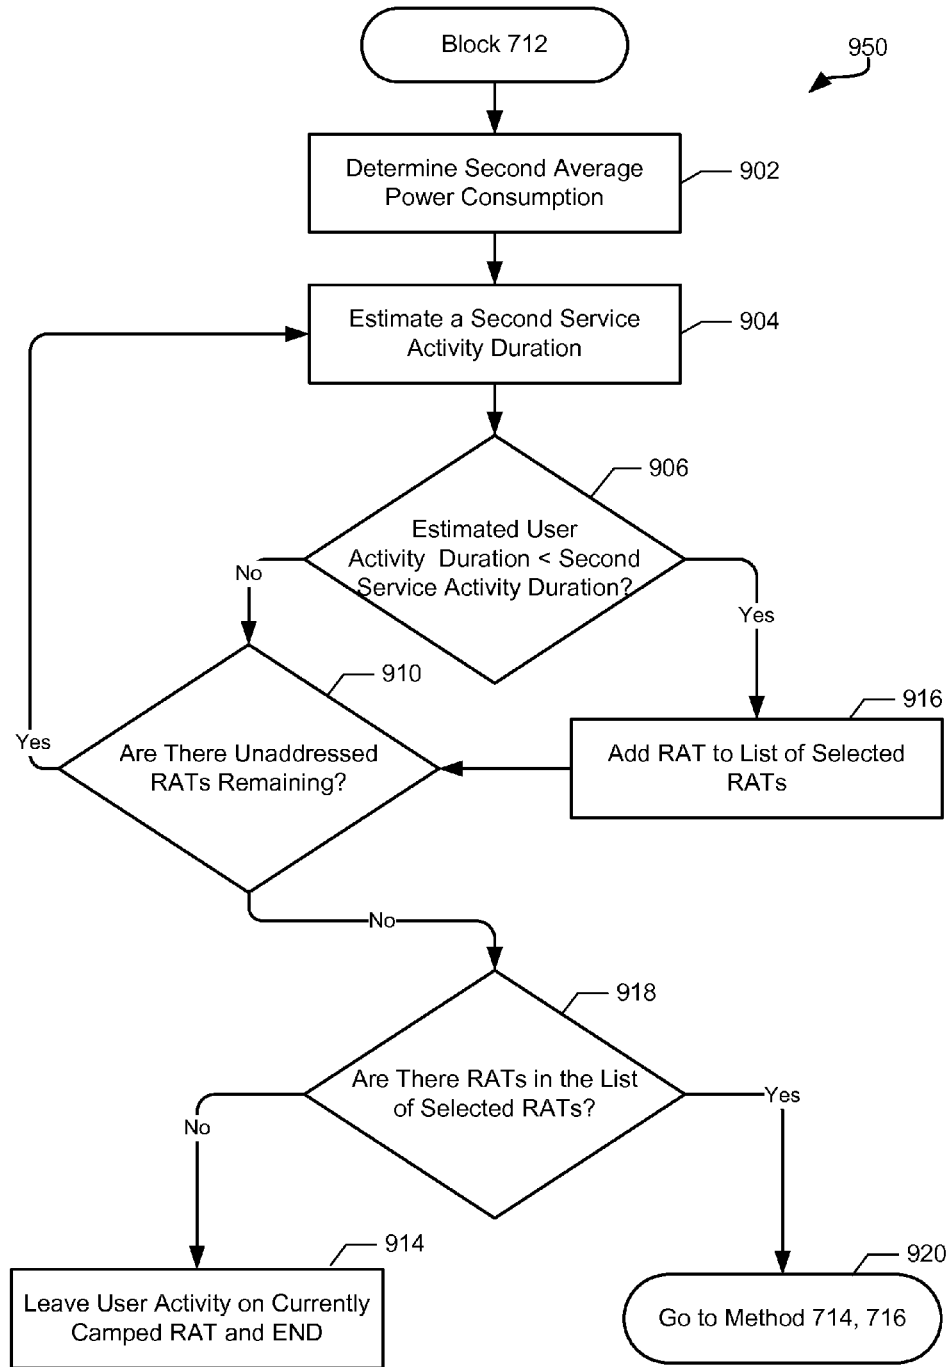 Block 712
950
Determine Second Average
Power Consumption
902
Estimate a Second Service
Activity Duration
904
906
Estimated User
Activity Duration < Second
Service Activity Duration?
No
Yes
910
916
Are There Unaddressed
RATs Remaining?
Yes
Add RAT to List of Selected
RATs
No
918
Are There RATs in the List
of Selected RATs?
No
Yes
914
920
Leave User Activity on Currently
Camped RAT and END
Go to Method 714, 716